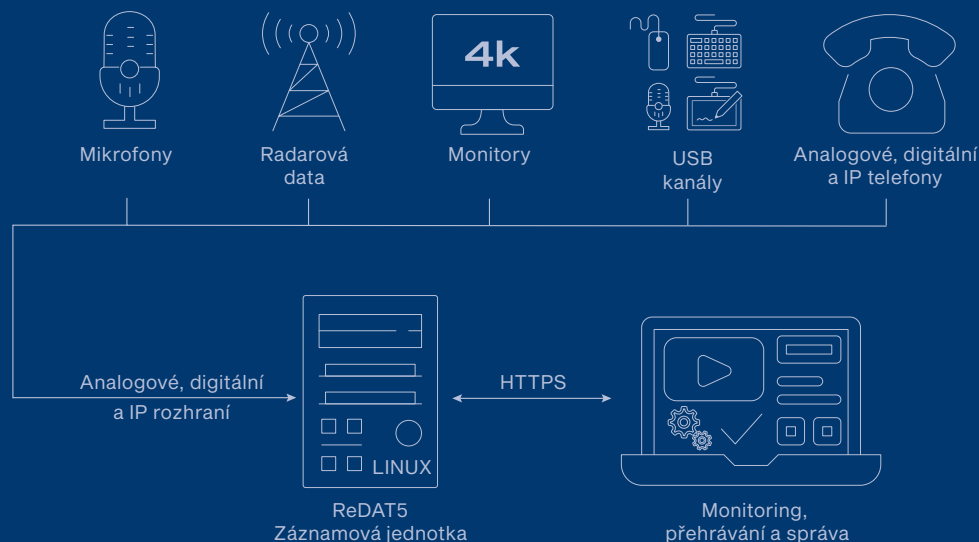 4k
Mikrofony
Radarová
data
Monitory
USB
kanály
Analogové, digitální
a IP telefony
Analogové, digitální
a IP rozhraní
LINUX
HTTPS
ReDAT5
Záznamová jednotka
Monitoring,
přehrávání a správa